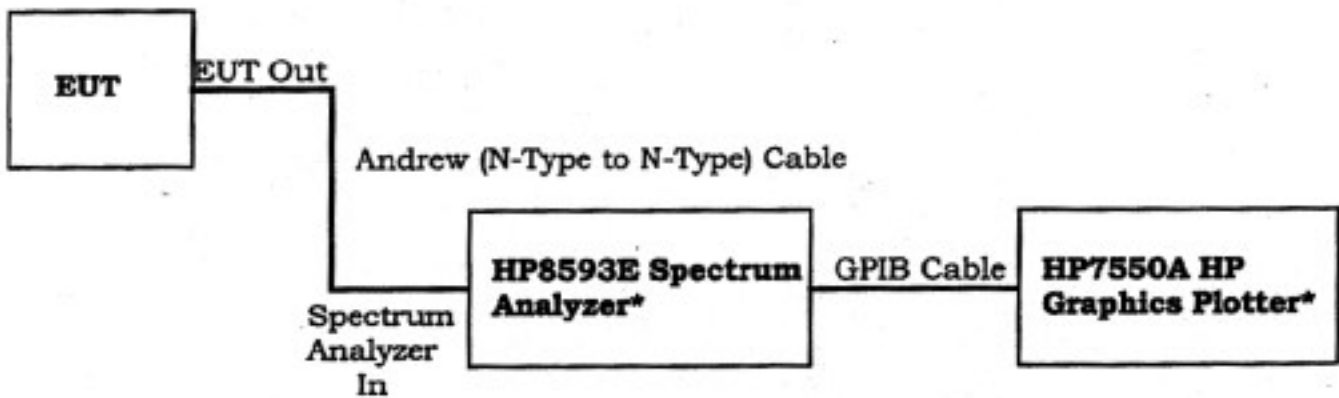 EUT
EUT Out
Andrew (N-Type to N-Type) Cable
Spectrum
Analyzer
In
HP8593E Spectrum
Analyzer*
GPIB Cable
HP7550A HP
Graphics Plotter*